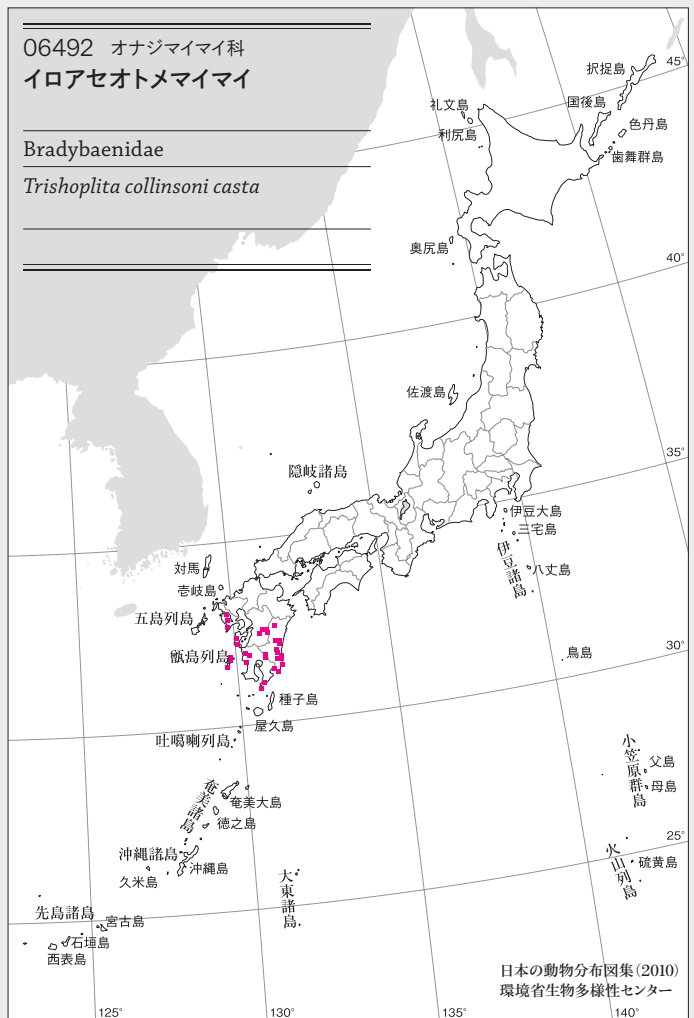 06492 オナジマイマイ科
イロアセオトメマイマイ
Bradybaenidae
Trishoplita collinsoni casta
択捉島
45°
礼文島
国後島
色丹島
利尻島
歯舞群島
奥尻島
40°
佐渡島
35°
隠岐諸島
伊豆大島
三宅島
伊豆諸島
八丈島
対馬
壱岐島
五島列島
甑島列島
鳥島
30°
種子島
屋久島
吐噶喇列島
小笠原群島
父島
母島
奄美諸島
奄美大島
徳之島
25°
沖縄諸島
沖縄島
久米島
大東諸島
火山列島
硫黄島
先島諸島
宮古島
石垣島
西表島
日本の動物分布図集(2010)
環境省生物多様性センター
125°
130°
135°
140°